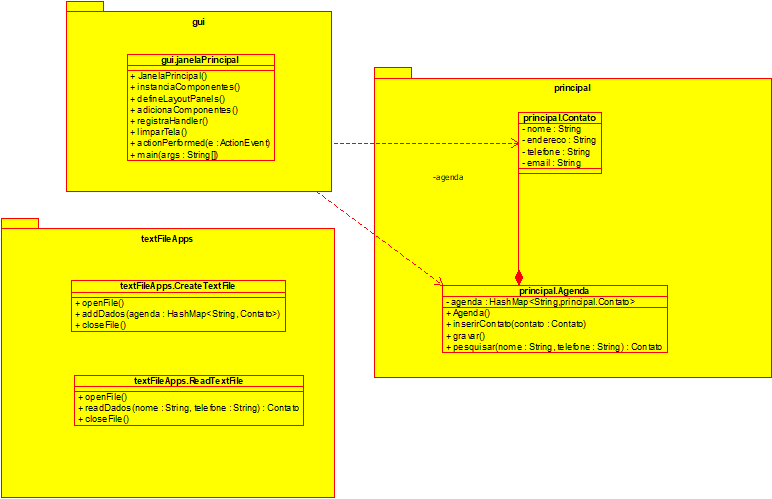 gui
gui.janelaPrincipal
+ JanelaPrincipal()
+ instanciaComponentes()
+ defineLayoutPanels()
+ adicionaComponentes()
+ registraHandler()
+ limparTela()
+ actionPerformed(e : ActionEvent)
+ main(args : String[])
principal
principal.Contato
- nome : String
- endereco : String
- telefone : String
- email : String
-agenda
principal.Agenda
- agenda : HashMap<String,principal.Contato>
+ Agenda()
+ inserirContato(contato : Contato)
+ gravar()
+ pesquisar(nome : String, telefone : String) : Contato
textFileApps
textFileApps.CreateTextFile
+ openFile()
+ addDados(agenda : HashMap<String, Contato>)
+ closeFile()
textFileApps.ReadTextFile
+ openFile()
+ readDados(nome : String, telefone : String) : Contato
+ closeFile()